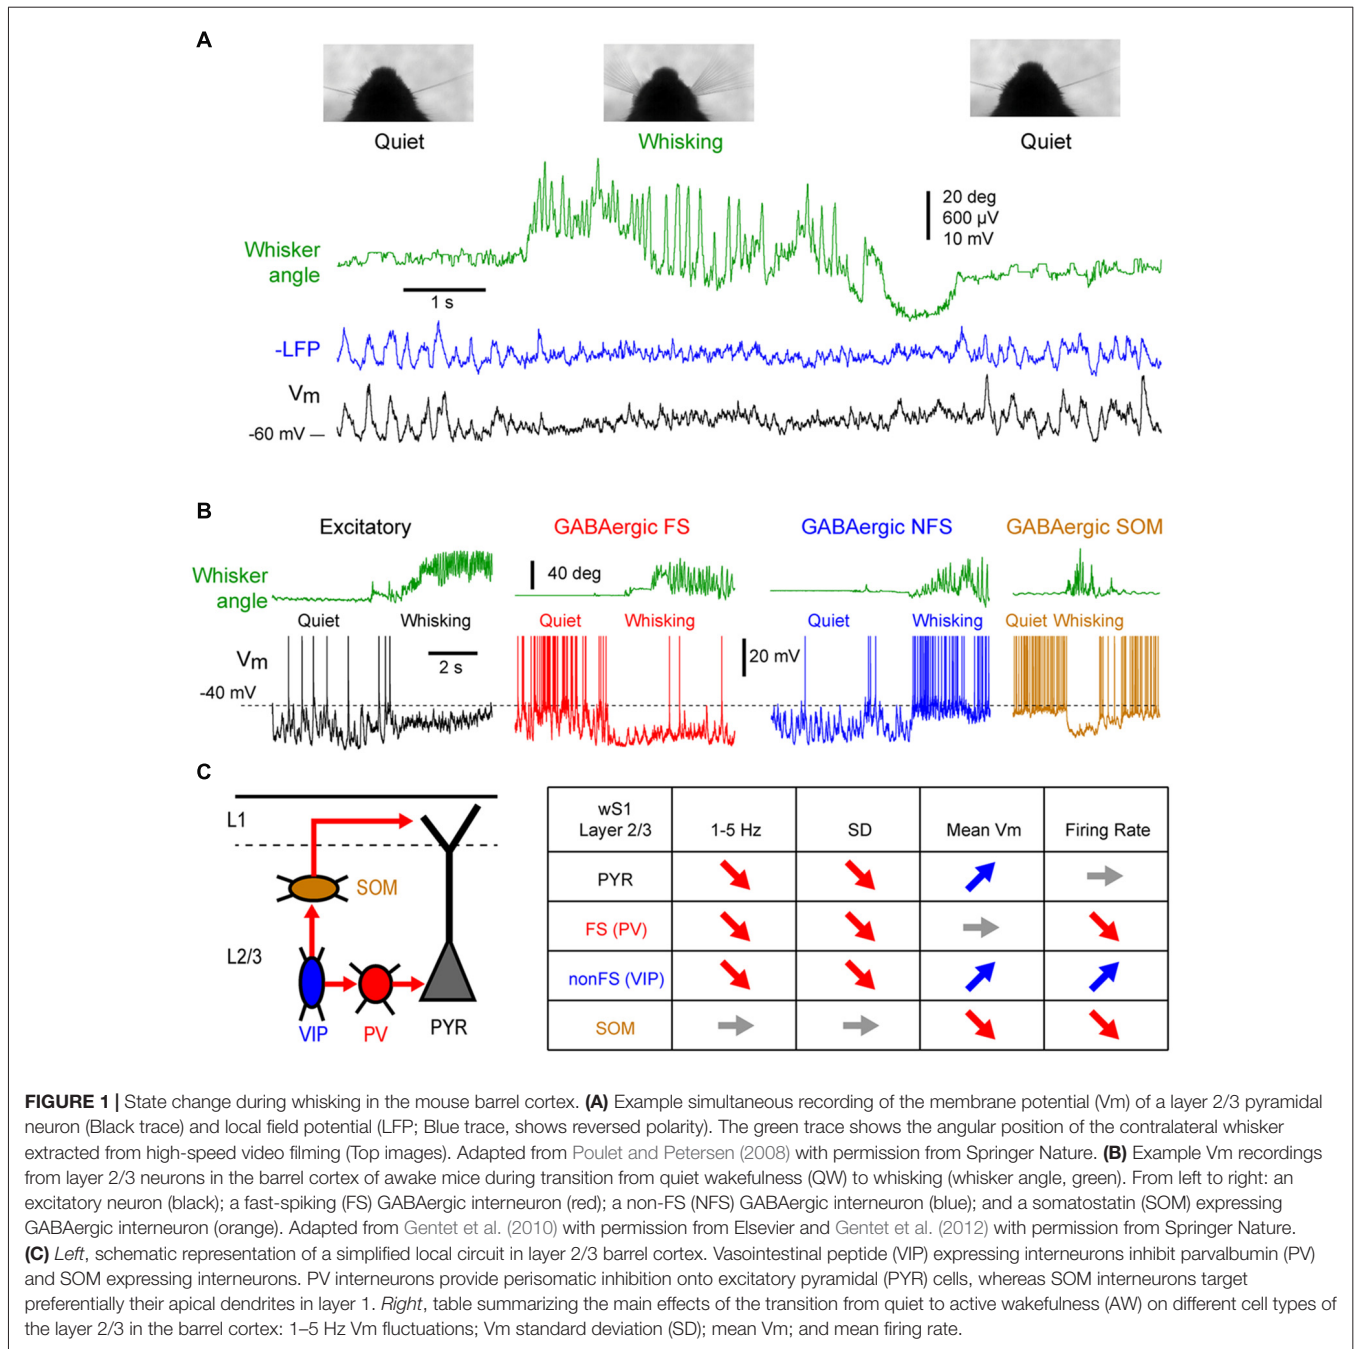 A
Quiet
Whisking
Quiet
20 deg
600 µV
10 mV
Whisker
angle
1 s
-LFP
Vm
-60 mV
B
Excitatory
GABAergic FS
GABAergic NFS
GABAergic SOM
Whisker
angle
40 deg
Quiet
Whisking
Quiet
Whisking
Quiet
Whisking
Quiet Whisking
Vm
2 s
20 mV
-40 mV
C
L1
SOM
L2/3
VIP
PV
PYR
wS1
Layer 2/3
1-5 Hz
SD
Mean Vm
Firing Rate
PYR
FS (PV)
nonFS (VIP)
SOM
FIGURE 1 | State change during whisking in the mouse barrel cortex. (A) Example simultaneous recording of the membrane potential (Vm) of a layer 2/3 pyramidal
neuron (Black trace) and local field potential (LFP; Blue trace, shows reversed polarity). The green trace shows the angular position of the contralateral whisker
extracted from high-speed video filming (Top images). Adapted from Poulet and Petersen (2008) with permission from Springer Nature. (B) Example Vm recordings
from layer 2/3 neurons in the barrel cortex of awake mice during transition from quiet wakefulness (QW) to whisking (whisker angle, green). From left to right: an
excitatory neuron (black); a fast-spiking (FS) GABAergic interneuron (red); a non-FS (NFS) GABAergic interneuron (blue); and a somatostatin (SOM) expressing
GABAergic interneuron (orange). Adapted from Gentet et al. (2010) with permission from Elsevier and Gentet et al. (2012) with permission from Springer Nature.
(C) Left, schematic representation of a simplified local circuit in layer 2/3 barrel cortex. Vasointestinal peptide (VIP) expressing interneurons inhibit parvalbumin (PV)
and SOM expressing interneurons. PV interneurons provide perisomatic inhibition onto excitatory pyramidal (PYR) cells, whereas SOM interneurons target
preferentially their apical dendrites in layer 1. Right, table summarizing the main effects of the transition from quiet to active wakefulness (AW) on different cell types of
the layer 2/3 in the barrel cortex: 1–5 Hz Vm fluctuations; Vm standard deviation (SD); mean Vm; and mean firing rate.